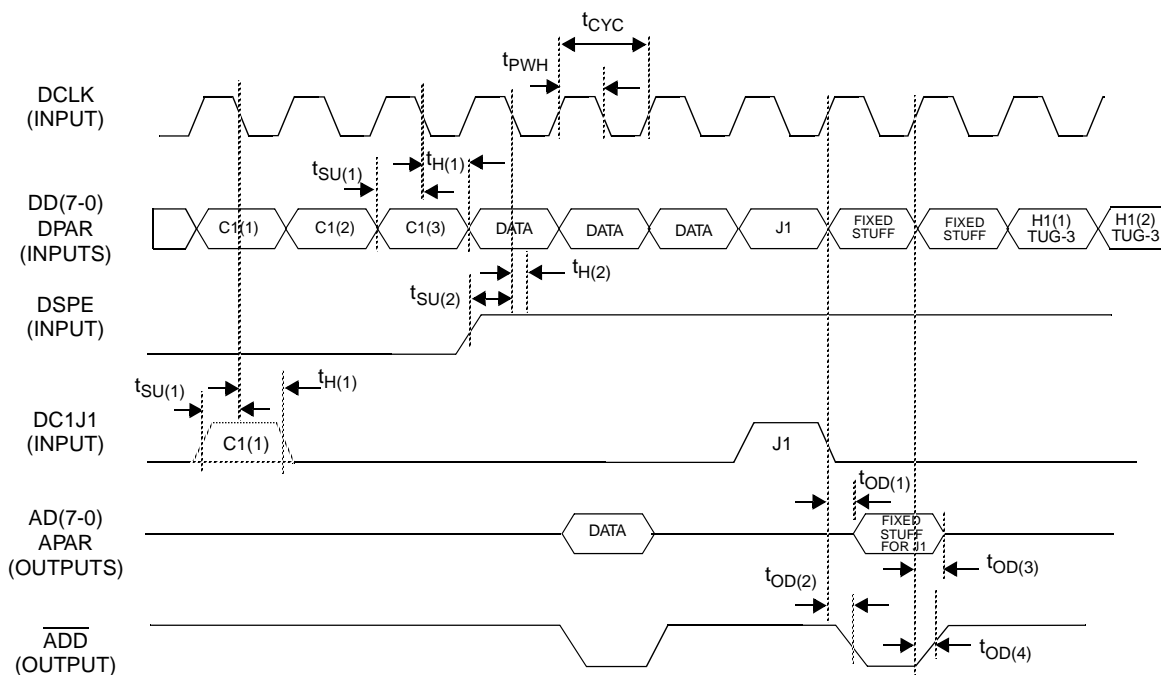 tCYC
tPWH
DCLK
(INPUT)
tSU(1)
tH(1)
DD(7-0)
DPAR
(INPUTS)
C1(1)
C1(2)
C1(3)
DATA
DATA
DATA
J1
FIXED
STUFF
FIXED
STUFF
H1(1)
TUG-3
H1(2)
TUG-3
tH(2)
tSU(2)
DSPE
(INPUT)
tSU(1)
tH(1)
DC1J1
(INPUT)
C1(1)
J1
tOD(1)
AD(7-0)
APAR
(OUTPUTS)
DATA
FIXED
STUFF
FOR J1
tOD(3)
tOD(2)
ADD
(OUTPUT)
tOD(4)